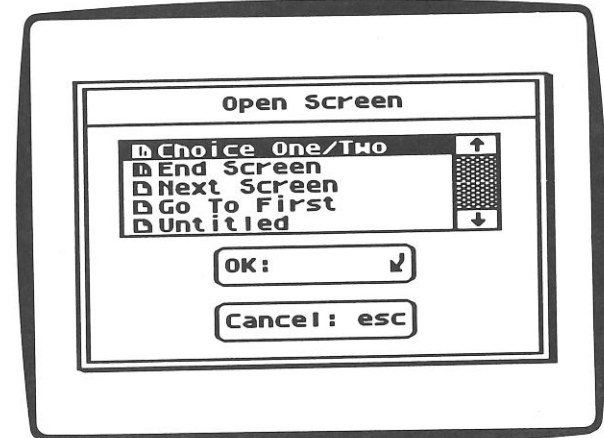 Open Screen
Choice One/Two
End Screen
Next Screen
Go To First
Untitled
OK:
Cancel: esc